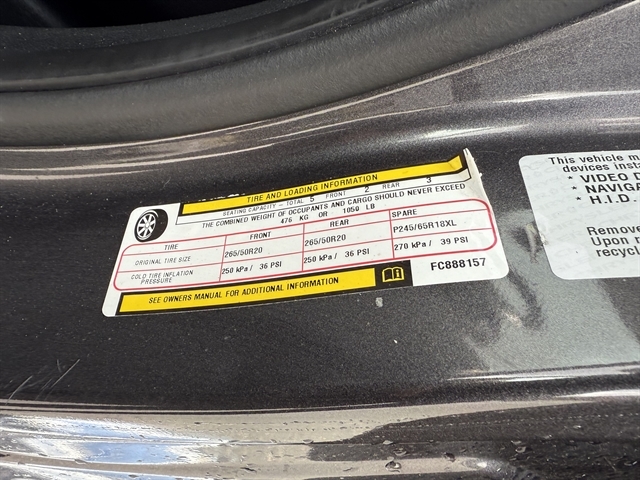 TIRE AND LOADING INFORMATION
SEATING CAPACITY - TOTAL 5 FRONT 2 REAR 3
THE COMBINED WEIGHT OF OCCUPANTS AND CARGO SHOULD NEVER EXCEED
476 KG OR 1050 LB
TIRE FRONT REAR SPARE
ORIGINAL TIRE SIZE 265/50R20 265/50R20 P245/65R18XL
COLD TIRE INFLATION PRESSURE 250 kPa / 36 PSI 250 kPa / 36 PSI 270 kPa / 39 PSI
SEE OWNERS MANUAL FOR ADDITIONAL INFORMATION
FC888157
This vehicle m
devices insta
* VIDEO D
NAVIG
* H.I.D.
Remov
Upon
recycl